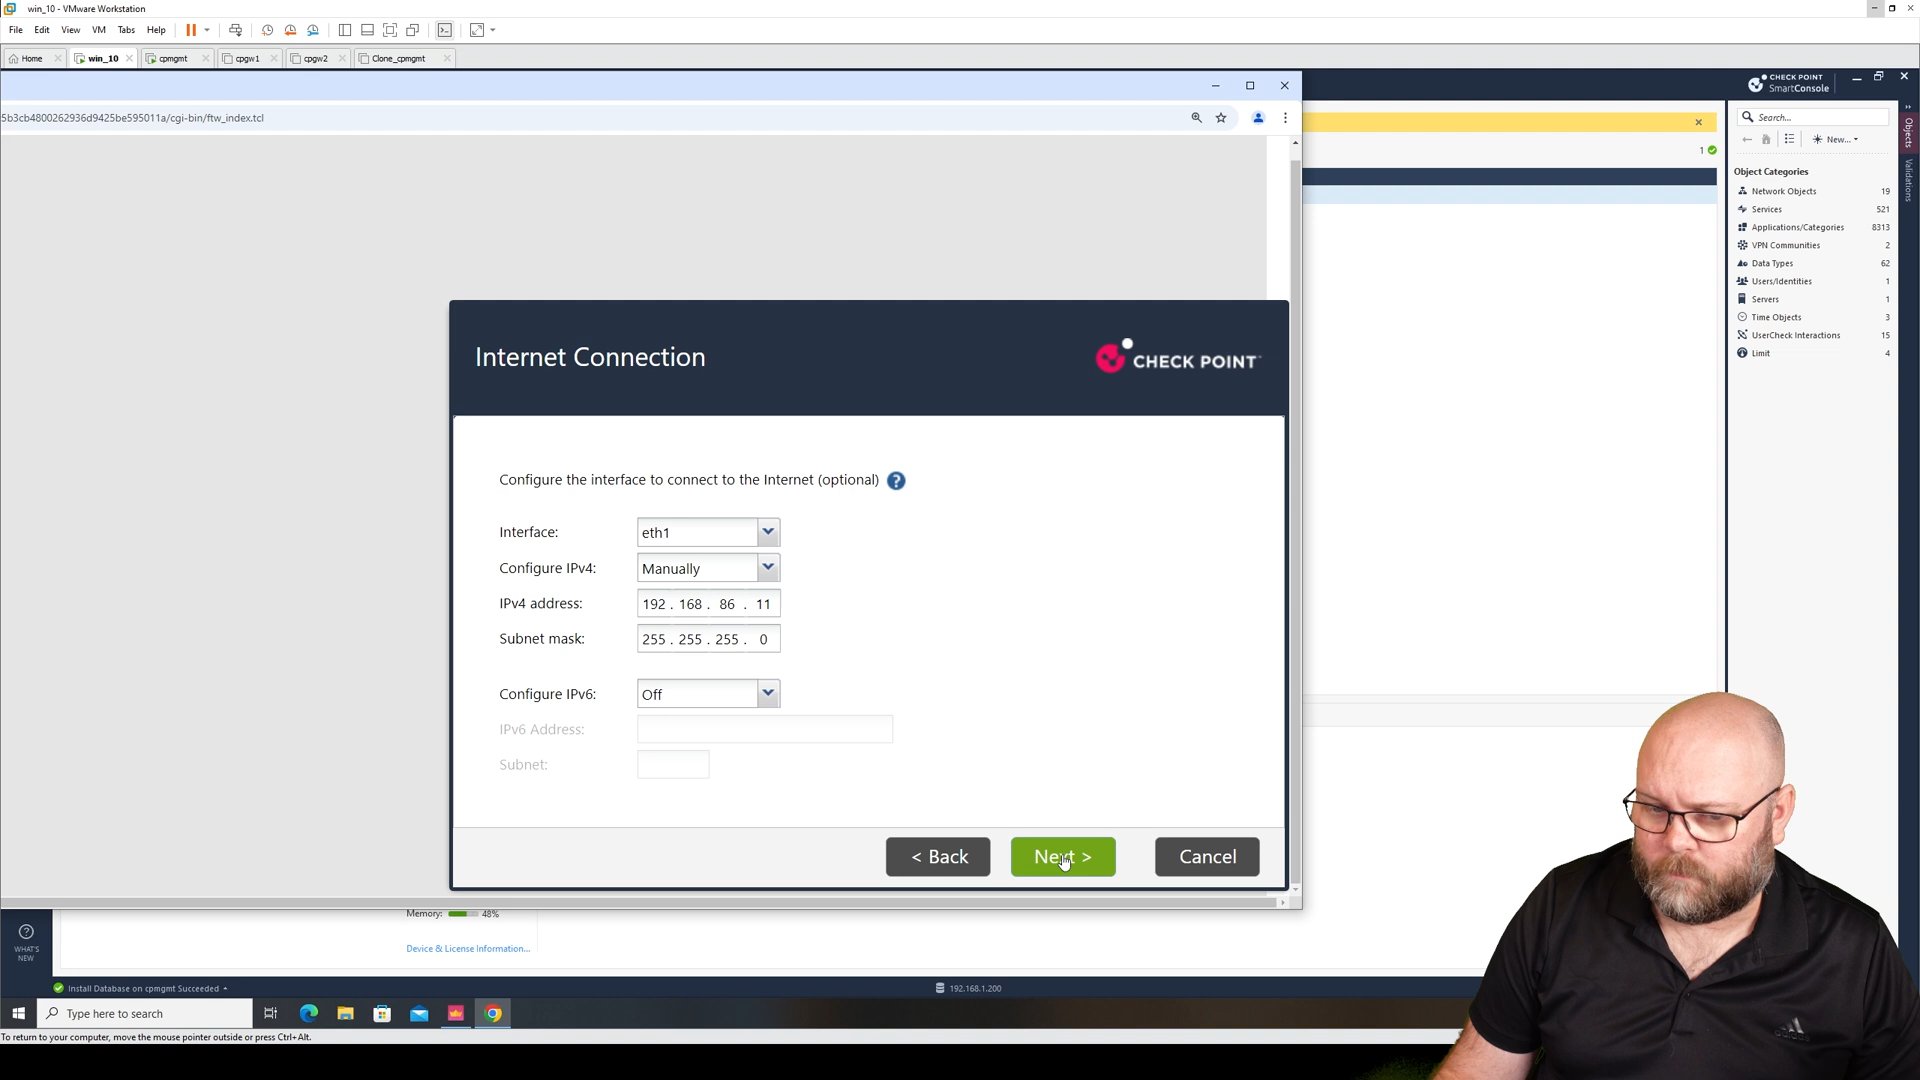 win_10 - VMware Workstation
File Edit View VM Tabs Help
Home win_10 cpmgmt cpgw1 cpgw2 Clone_cpmgmt
CHECK POINT
SmartConsole
5b3cb4800262936d9425be595011a/cgi-bin/ftw_index.tcl
Search...
New...
1
Objects
Validations
Object Categories
Network Objects 19
Services 521
Applications/Categories 8313
VPN Communities 2
Data Types 62
Users/Identities 1
Servers 1
Time Objects 3
UserCheck Interactions 15
Limit 4
Internet Connection
CHECK POINT
Configure the interface to connect to the Internet (optional) ?
Interface: eth1
Configure IPv4: Manually
IPv4 address: 192 . 168 . 86 . 11
Subnet mask: 255 . 255 . 255 . 0
Configure IPv6: Off
IPv6 Address:
Subnet:
< Back Next > Cancel
Memory: 48%
WHAT'S
NEW
Device & License Information...
Install Database on cpmgmt Succeeded
192.168.1.200
Type here to search
To return to your computer, move the mouse pointer outside or press Ctrl+Alt.
adidas